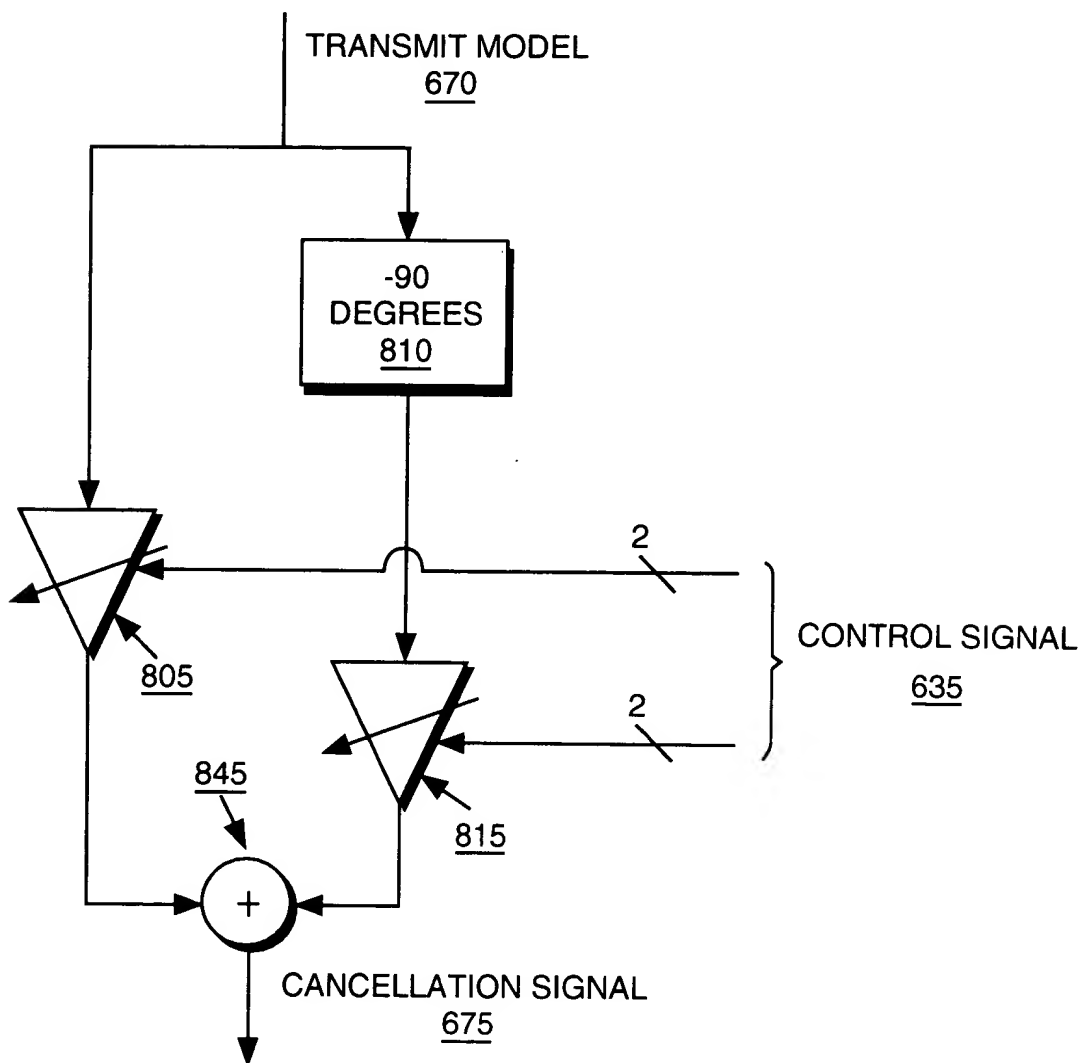 TRANSMIT MODEL
670
-90
DEGREES
810
2
805
CONTROL SIGNAL
635
2
845
815
+
CANCELLATION SIGNAL
675